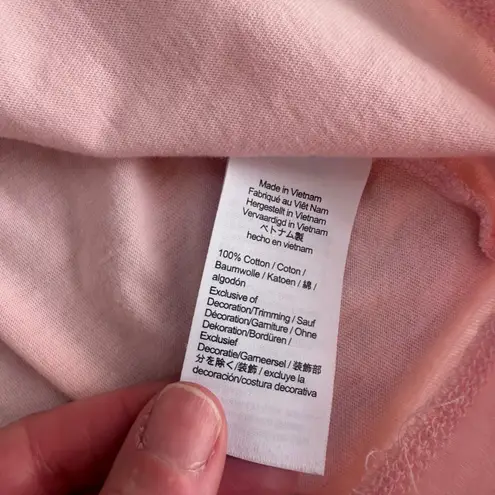 Made in Vietnam
Fabriqué au Viêt Nam
Hergestellt in Vietnam
Vervaardigd in Vietnam
ベトナム製
hecho en vietnam
100% Cotton / Coton /
Baumwolle / Katoen / 綿 /
algodón
Exclusive of
Decoration/Trimming / Sauf
Décoration/Garniture / Ohne
Dekoration/Bordüren /
Exclusief
Decoratie/Garneersel / 装飾部
分を除く/装飾 / excluye la
decoración/costura decorativa